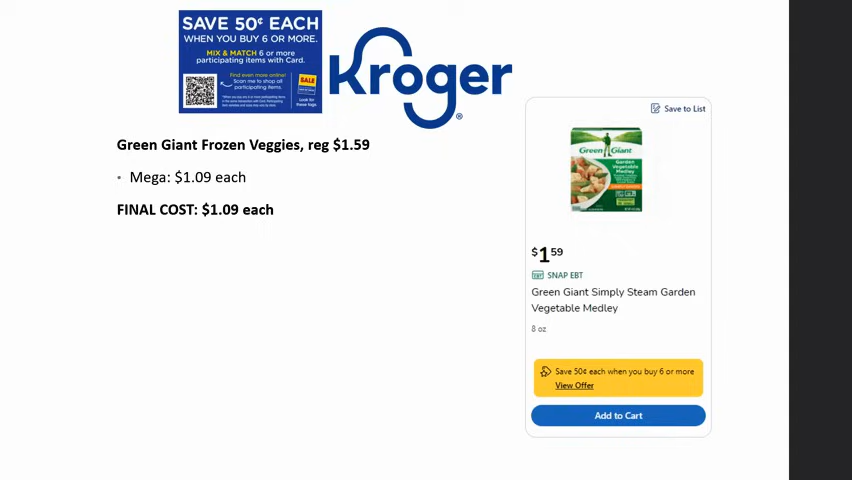 SAVE 50¢ EACH
WHEN YOU BUY 6 OR MORE.
MIX & MATCH 6 or more
participating items with Card.
Find even more online!
Scan me to shop all
participating items.
SALE
Look for
these tags
Kroger
®
Save to List
Green Giant
Garden
Vegetable
Medley
Green Giant Frozen Veggies, reg $1.59
• Mega: $1.09 each
FINAL COST: $1.09 each
$1 59
SNAP EBT
Green Giant Simply Steam Garden
Vegetable Medley
8 oz
Save 50¢ each when you buy 6 or more
View Offer
Add to Cart